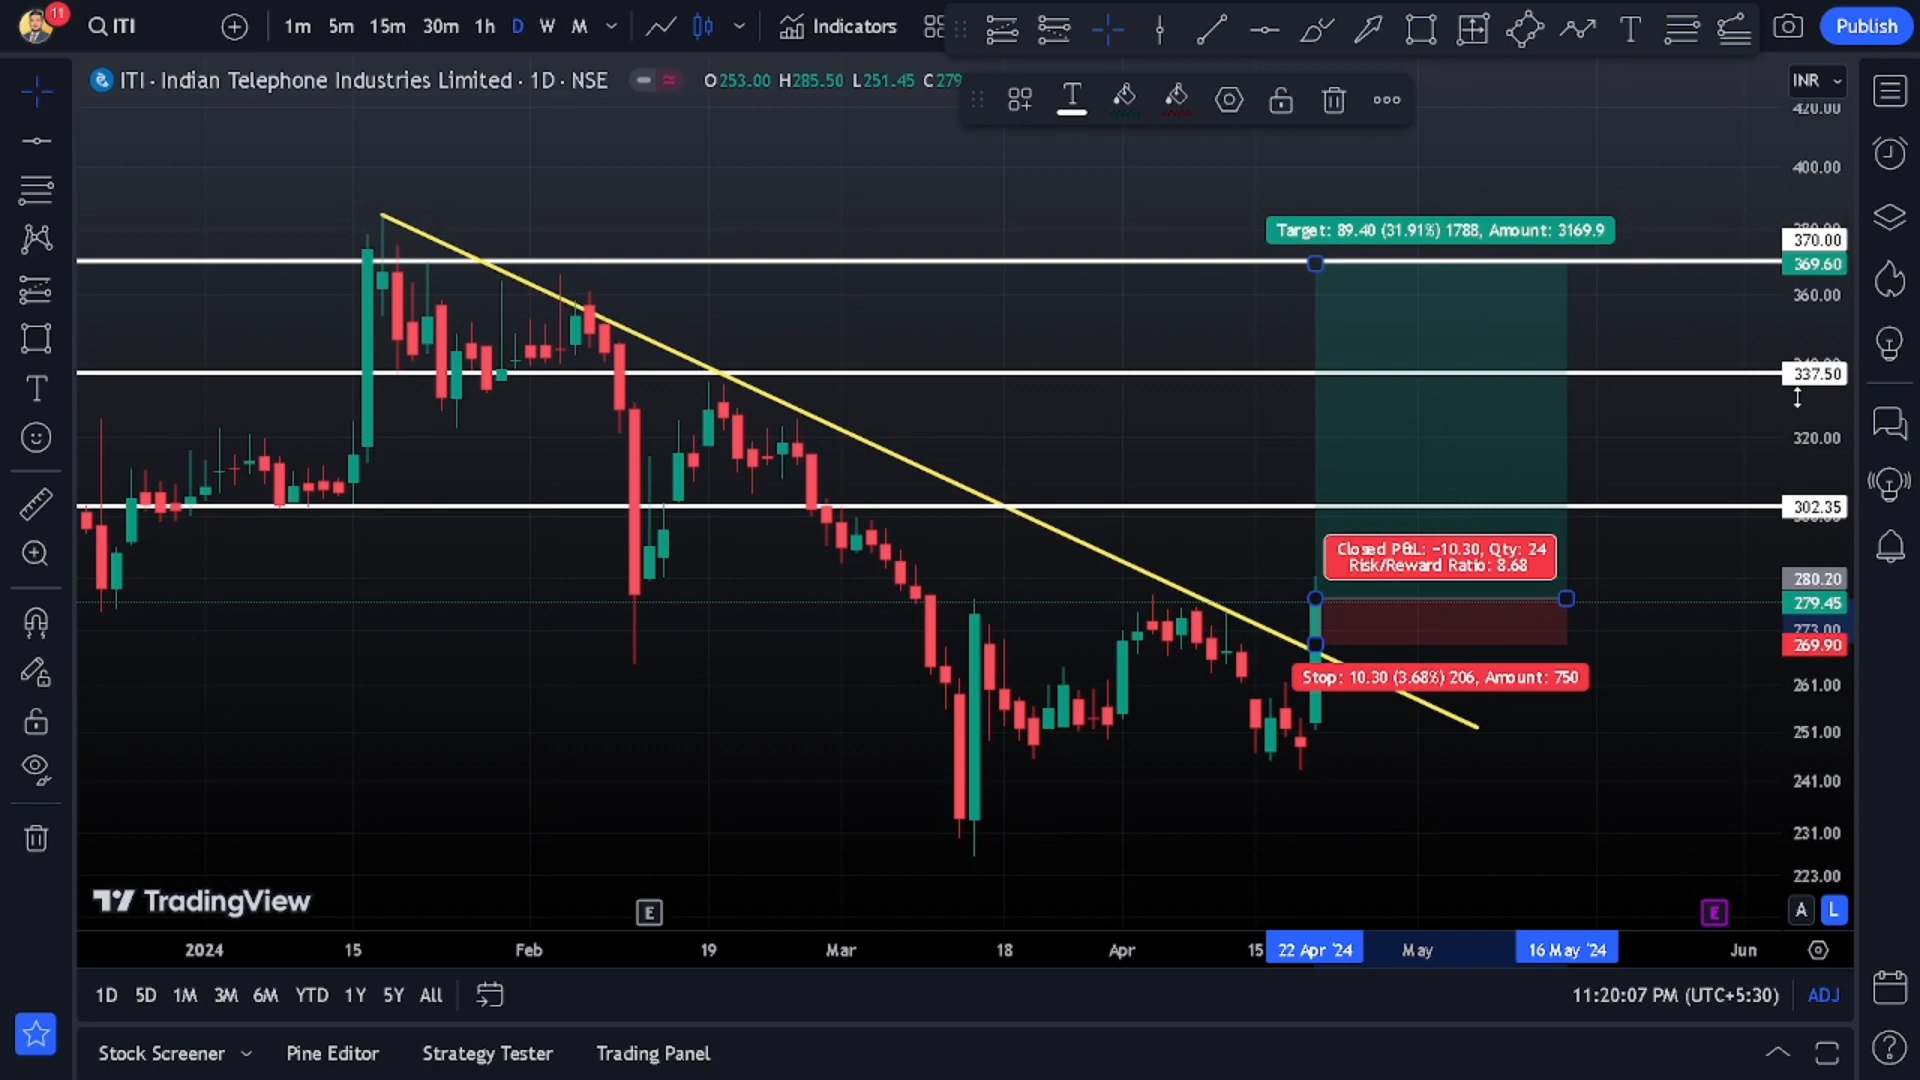 11
ITI
1m 5m 15m 30m 1h D W M
Indicators
Publish
ITI · Indian Telephone Industries Limited · 1D · NSE
O253.00 H285.50 L251.45 C279
INR
420.00
400.00
Target: 89.40 (31.91%) 1788, Amount: 3169.9
370.00
369.60
360.00
337.50
320.00
302.35
Closed P&L: −10.30, Qty: 24
Risk/Reward Ratio: 8.68
280.20
279.45
273.00
269.90
Stop: 10.30 (3.68%) 206, Amount: 750
261.00
251.00
241.00
231.00
223.00
TradingView
E
E
A
L
2024 15 Feb 19 Mar 18 Apr 15 22 Apr '24 May 16 May '24 Jun
1D 5D 1M 3M 6M YTD 1Y 5Y All
11:20:07 PM (UTC+5:30)
ADJ
Stock Screener
Pine Editor
Strategy Tester
Trading Panel